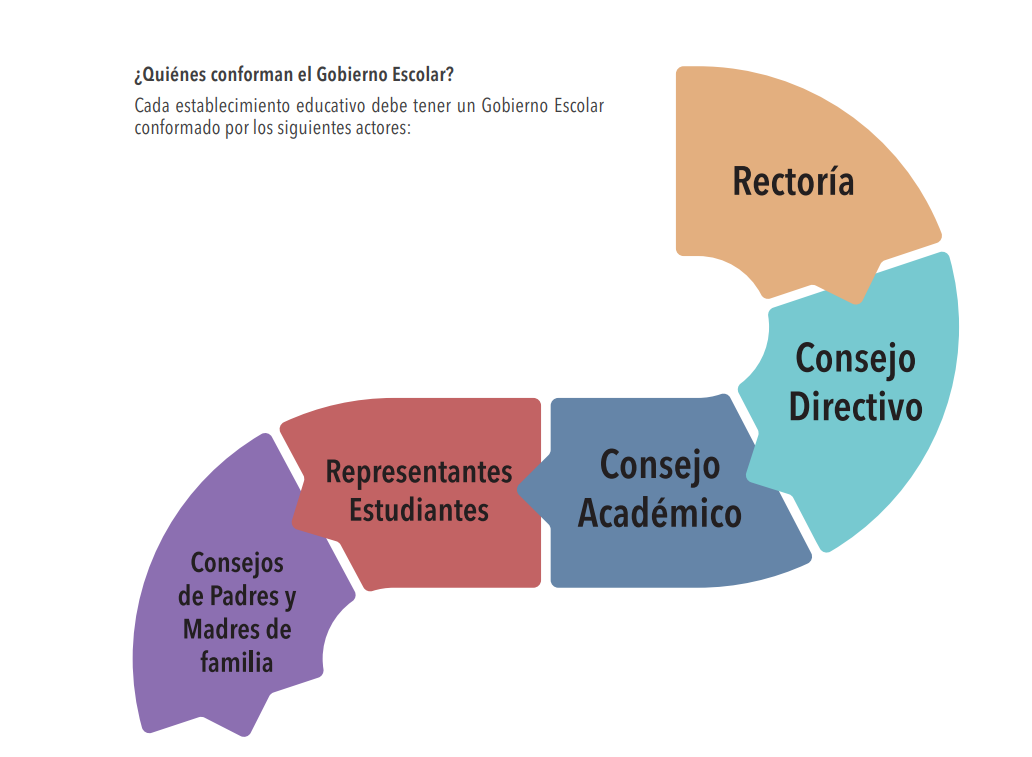 ¿Quiénes conforman el Gobierno Escolar?
Cada establecimiento educativo debe tener un Gobierno Escolar
conformado por los siguientes actores:
Rectoría
Consejo
Directivo
Consejo
Académico
Representantes
Estudiantes
Consejos
de Padres y
Madres de
familia